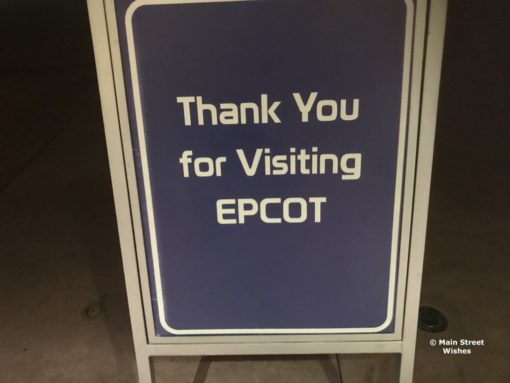 Thank You
for Visiting
EPCOT
© Main Street
Wishes